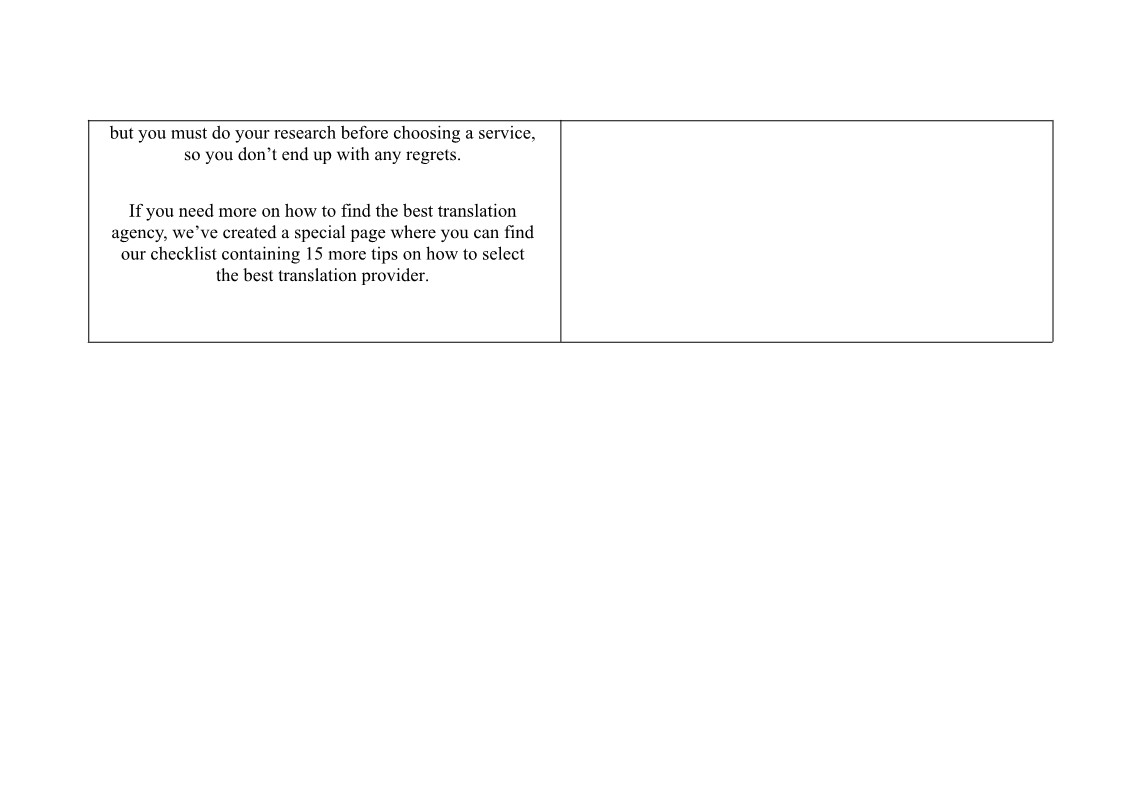 but you must do your research before choosing a service,
so you don’t end up with any regrets.
If you need more on how to find the best translation
agency, we’ve created a special page where you can find
our checklist containing 15 more tips on how to select
the best translation provider.